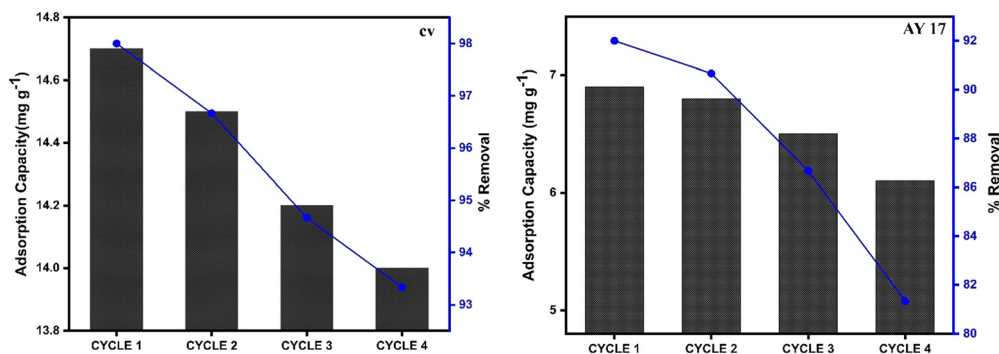 cv
Adsorption Capacity(mg g-1)
14.8
14.6
14.4
14.2
14.0
13.8
98
97
96
95
94
93
% Removal
CYCLE 1 CYCLE 2 CYCLE 3 CYCLE 4
AY 17
Adsorption Capacity (mg g-1)
7
6
5
92
90
88
86
84
82
80
% Removal
CYCLE 1 CYCLE 2 CYCLE 3 CYCLE 4